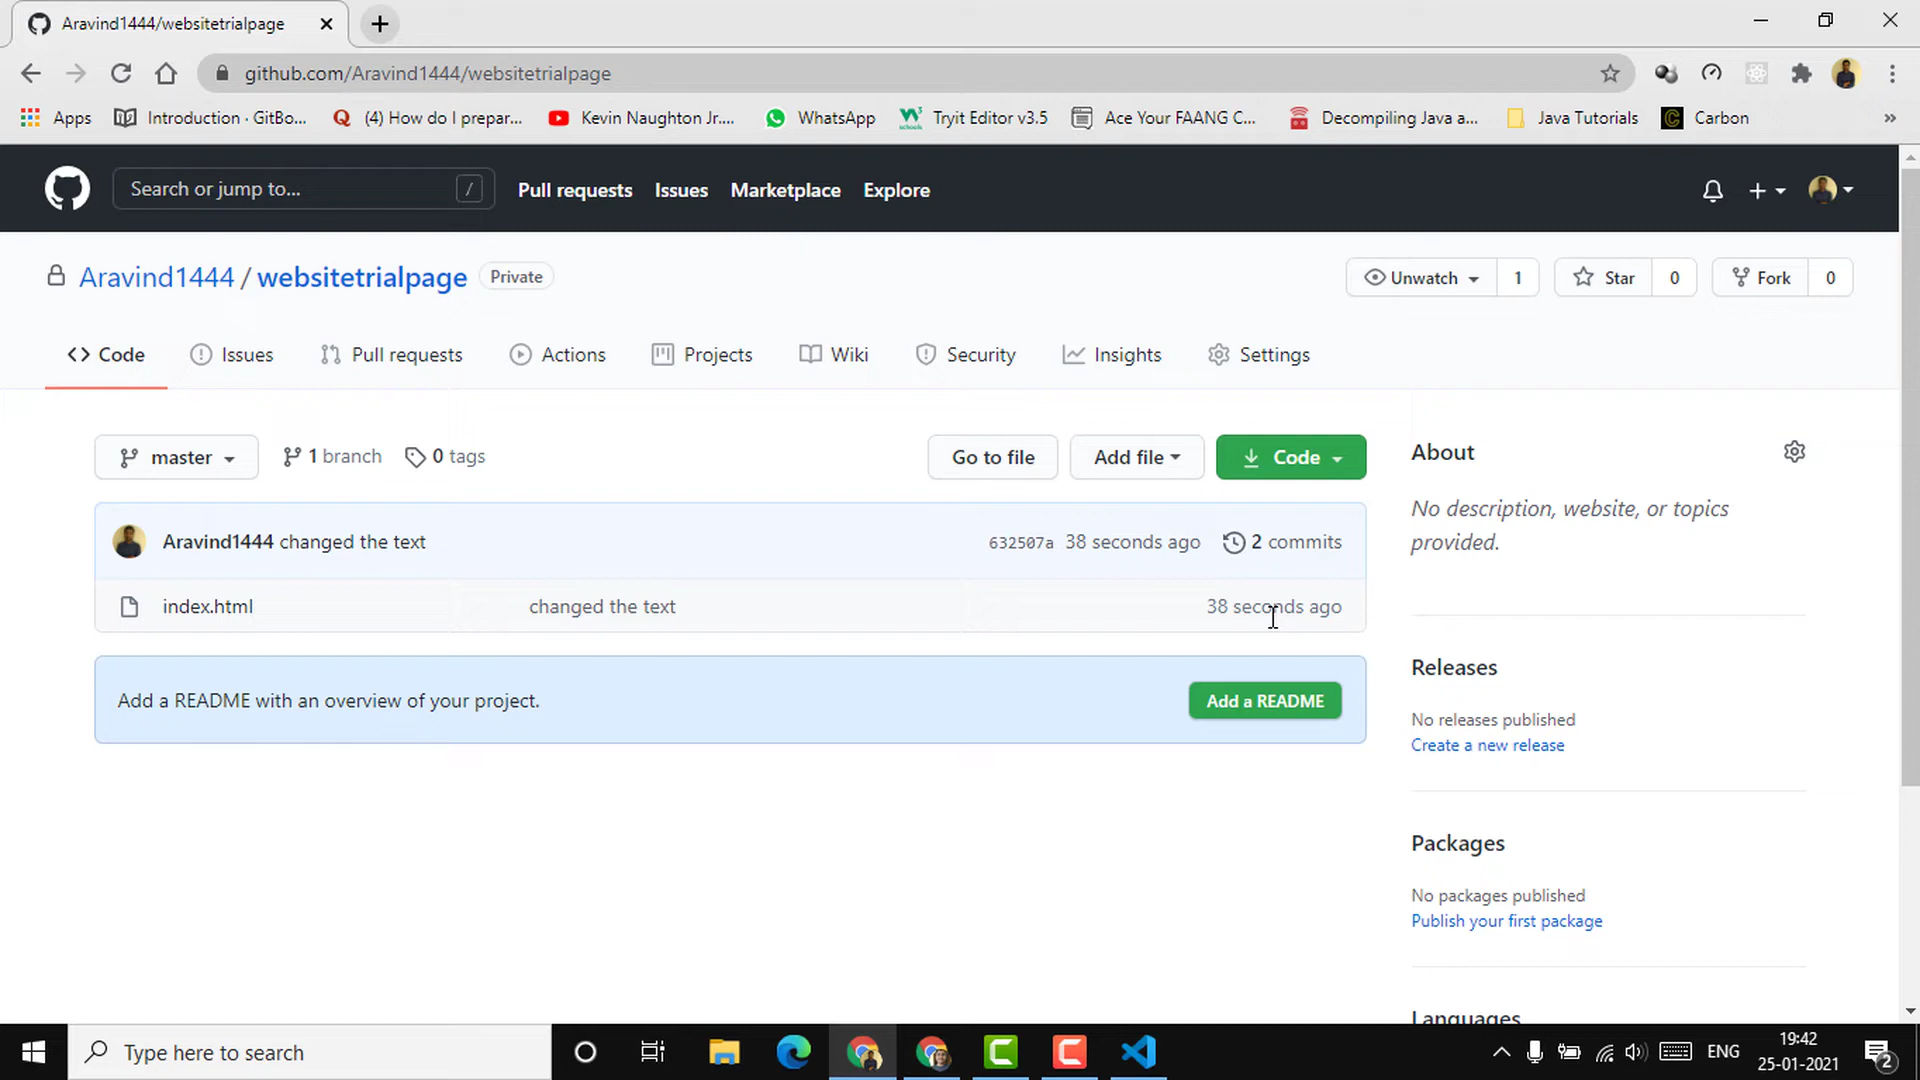 Aravind1444/websitetrialpage
github.com/Aravind1444/websitetrialpage
Apps Introduction · GitBo... (4) How do I prepar... Kevin Naughton Jr.... WhatsApp Tryit Editor v3.5 Ace Your FAANG C... Decompiling Java a... Java Tutorials Carbon »
Search or jump to... / Pull requests Issues Marketplace Explore
Aravind1444 / websitetrialpage Private Unwatch 1 Star 0 Fork 0
Code Issues Pull requests Actions Projects Wiki Security Insights Settings
master 1 branch 0 tags Go to file Add file Code
About
No description, website, or topics
provided.
Aravind1444 changed the text 632507a 38 seconds ago 2 commits
index.html changed the text 38 seconds ago
Add a README with an overview of your project. Add a README
Releases
No releases published
Create a new release
Packages
No packages published
Publish your first package
Languages
Type here to search
ENG
19:42
25-01-2021
2